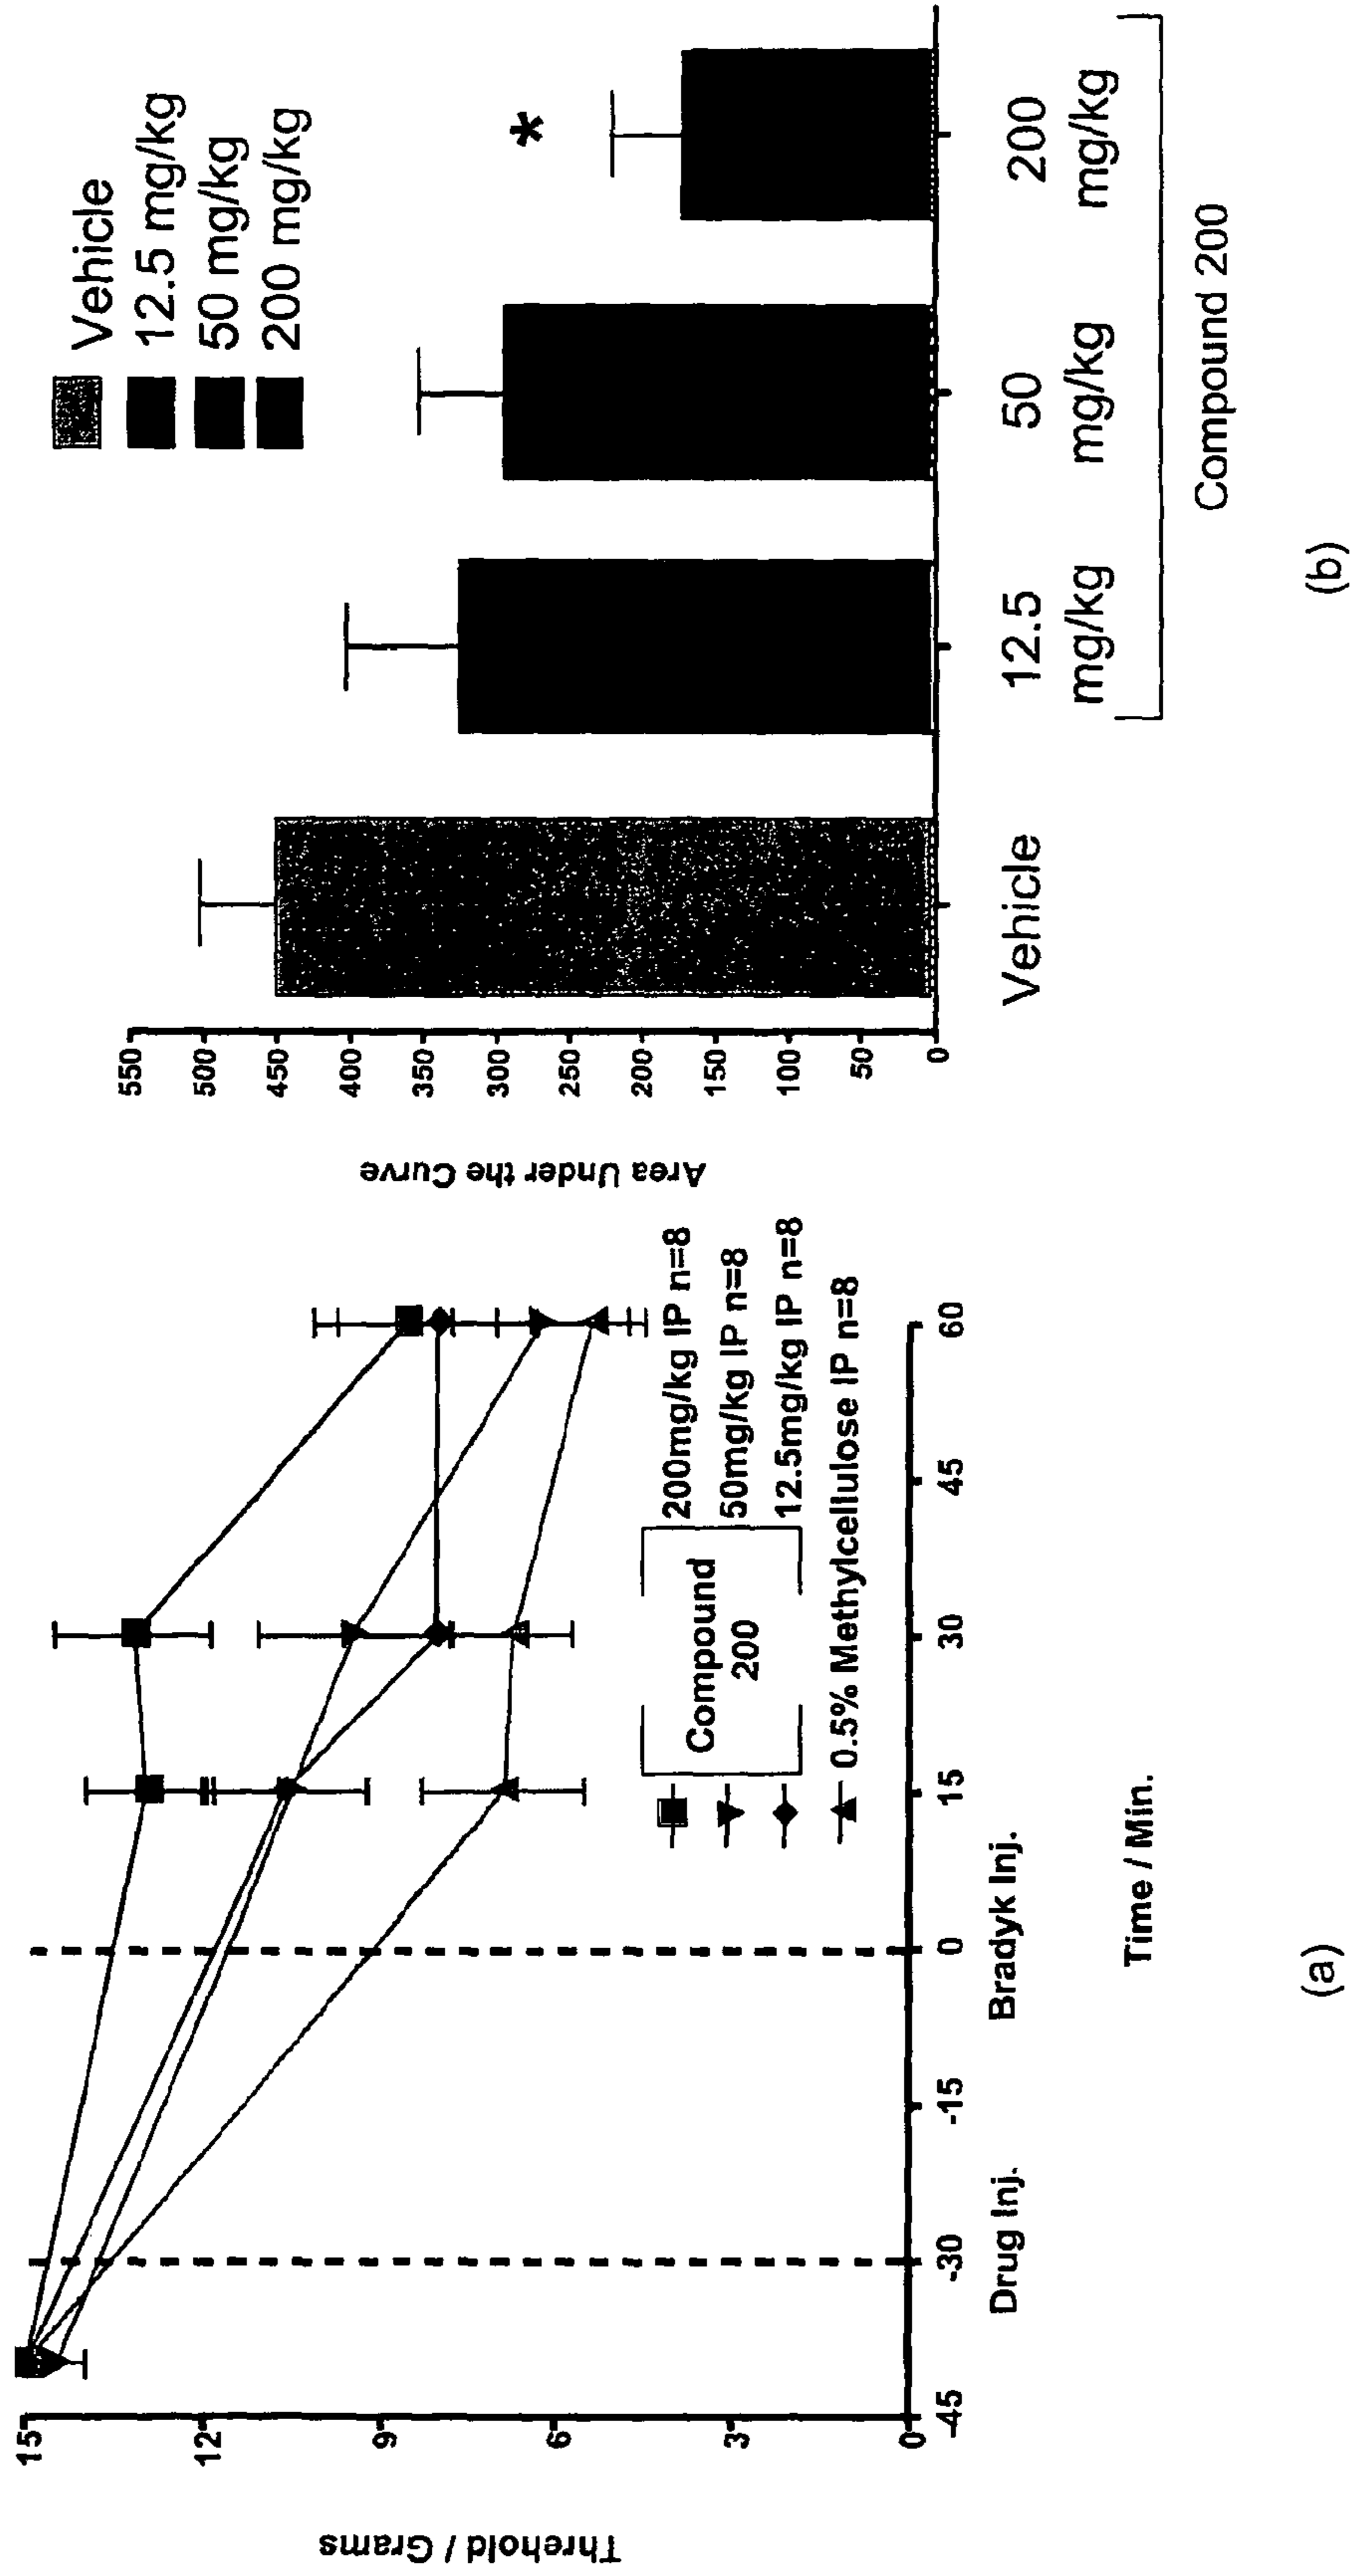 Threhold / Grams
15
12
9
6
3
0
-45
-30
-15
0
15
30
45
60
Drug Inj.
Bradyk Inj.
Time / Min.
Compound
200
200mg/kg IP n=8
50mg/kg IP n=8
12.5mg/kg IP n=8
0.5% Methylcellulose IP n=8
(a)
Area Under the Curve
550
500
450
400
350
300
250
200
150
100
50
0
Vehicle
12.5 mg/kg
50 mg/kg
200 mg/kg
*
Vehicle
12.5
mg/kg
50
mg/kg
200
mg/kg
Compound 200
(b)